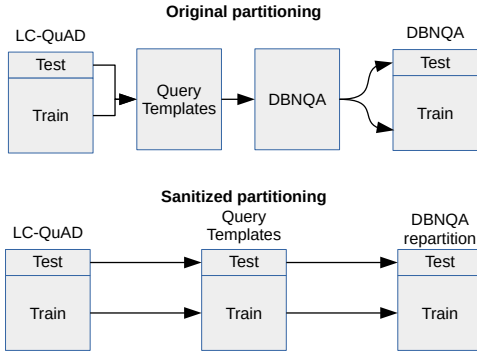 Original partitioning
LC-QuAD
DBNQA
Test
Train
Query
Templates
DBNQA
Test
Train
Sanitized partitioning
LC-QuAD
Query
Templates
DBNQA
repartition
Test
Test
Test
Train
Train
Train